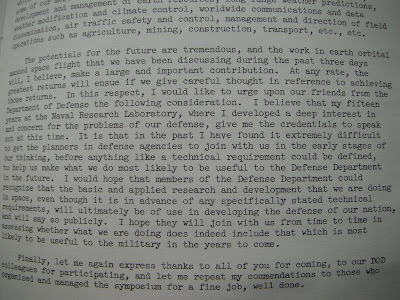 of our
and management of earth resources, long range weather predictions,
weather modification and climate control, worldwide communications and data
dissemination, air traffic safety and control, management and direction of field
operations such as agriculture, mining, construction, transport, etc., etc.
The potentials for the future are tremendous, and the work in earth orbital
manned space flight that we have been discussing during the past three days
will, I believe, make a large and important contribution. At any rate, the
greatest returns will ensue if we give careful thought in reference to achieving
those returns. In this respect, I would like to urge upon our friends from the
Department of Defense the following consideration. I believe that my fifteen
years at the Naval Research Laboratory, where I developed a deep interest in
and concern for the problems of our defense, give me the credentials to speak
out at this time. It is that in the past I have found it extremely difficult
to get the planners in defense agencies to join with us in the early stages of
our thinking, before anything like a technical requirement could be defined,
to help us make what we do most likely to be useful to the Defense Department
in the future. I would hope that members of the Defense Department could
recognize that the basic and applied research and development that we are doing
in space, even though it is in advance of any specifically stated technical
requirements, will ultimately be of use in developing the defense of our nation,
and will say so publicly. I hope they will join with us from time to time in
assessing whether what we are doing does indeed include that which is most
likely to be useful to the military in the years to come.
Finally, let me again express thanks to all of you for coming, to our DOD
colleagues for participating, and let me repeat my commendations to those who
organized and managed the symposium for a fine job, well done.